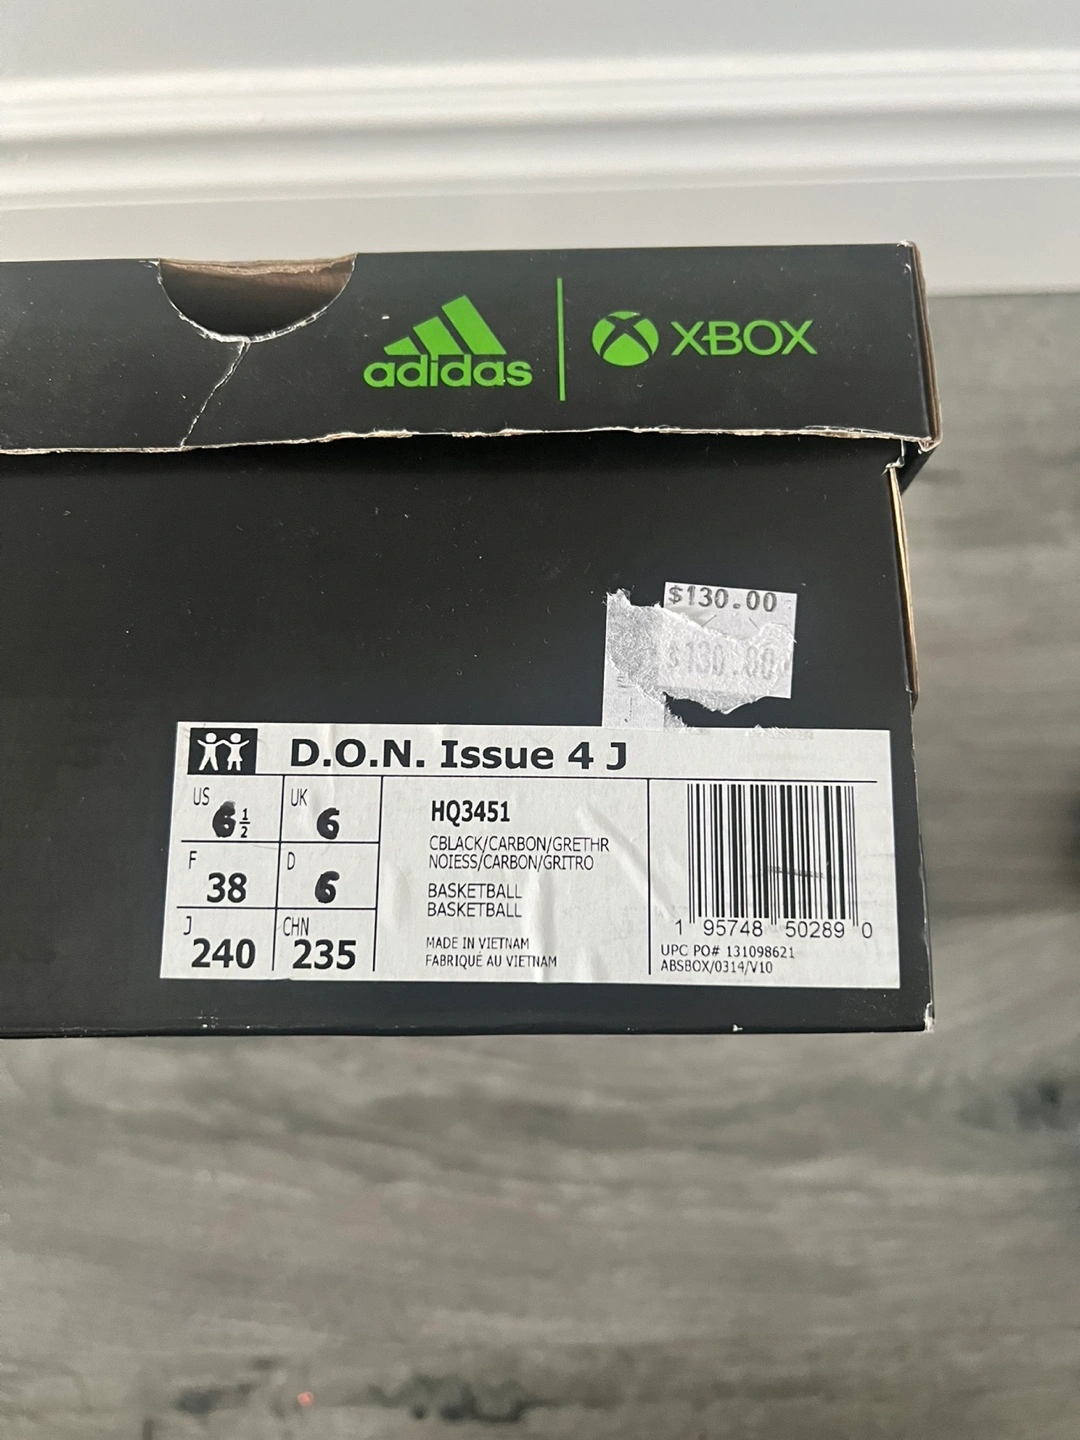 adidas
XBOX
$130.00
$130.00
D.O.N. Issue 4 J
US
6 1/2
UK
6
F
38
D
6
J
240
CHN
235
HQ3451
CBLACK/CARBON/GRETHR
NOIESS/CARBON/GRITRO
BASKETBALL
BASKETBALL
MADE IN VIETNAM
FABRIQUÉ AU VIETNAM
1 95748 50289 0
UPC PO# 131098621
ABSBOX/0314/V10